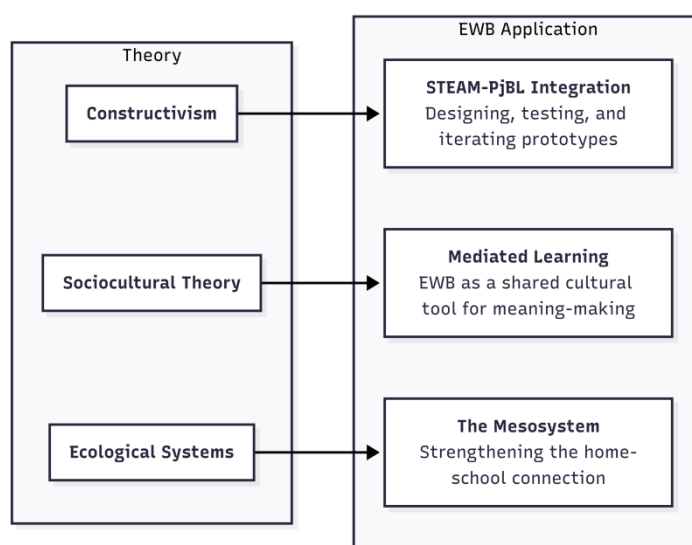 Theory
EWB Application
Constructivism
STEAM-PjBL Integration
Designing, testing, and
iterating prototypes
Sociocultural Theory
Mediated Learning
EWB as a shared cultural
tool for meaning-making
Ecological Systems
The Mesosystem
Strengthening the home-
school connection